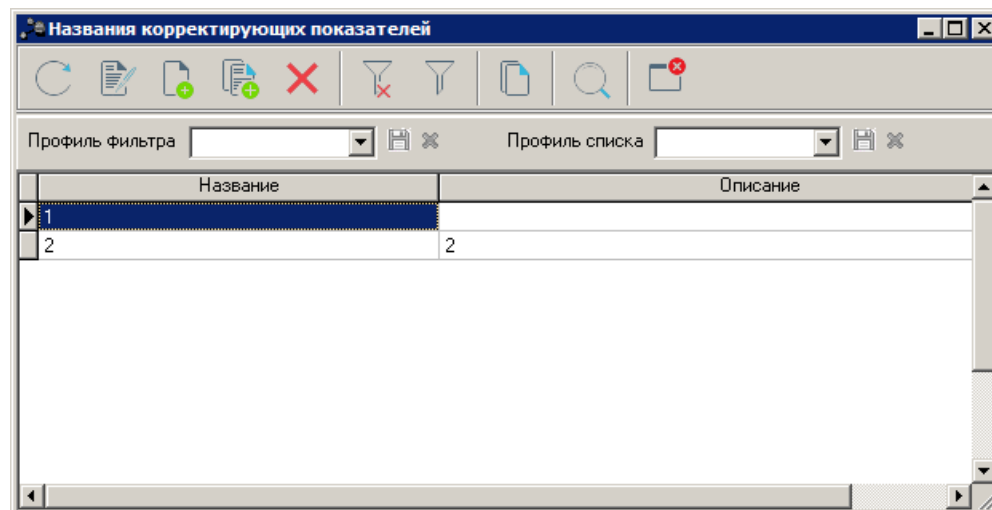 Названия корректирующих показателей
Профиль фильтра Профиль списка
Название Описание
1
2 2